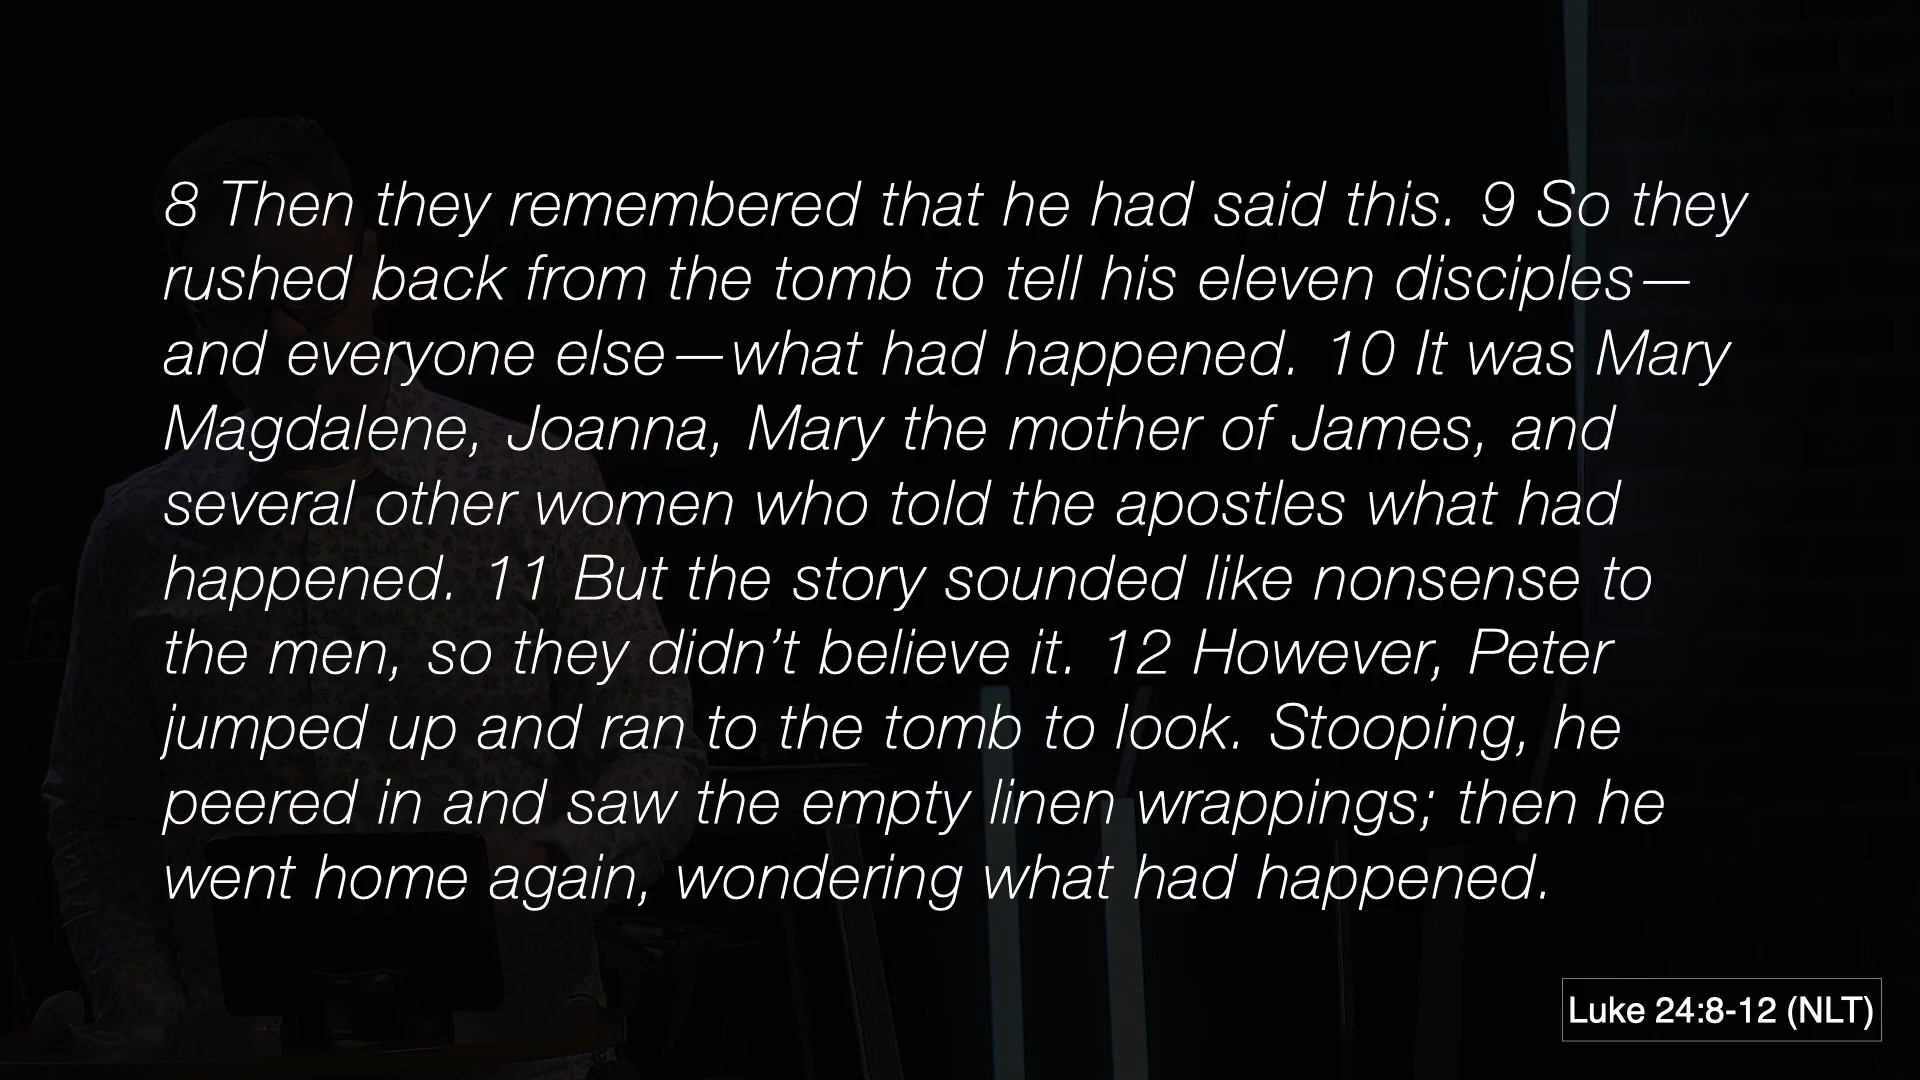 8 Then they remembered that he had said this. 9 So they
rushed back from the tomb to tell his eleven disciples—
and everyone else—what had happened. 10 It was Mary
Magdalene, Joanna, Mary the mother of James, and
several other women who told the apostles what had
happened. 11 But the story sounded like nonsense to
the men, so they didn’t believe it. 12 However, Peter
jumped up and ran to the tomb to look. Stooping, he
peered in and saw the empty linen wrappings; then he
went home again, wondering what had happened.
Luke 24:8-12 (NLT)